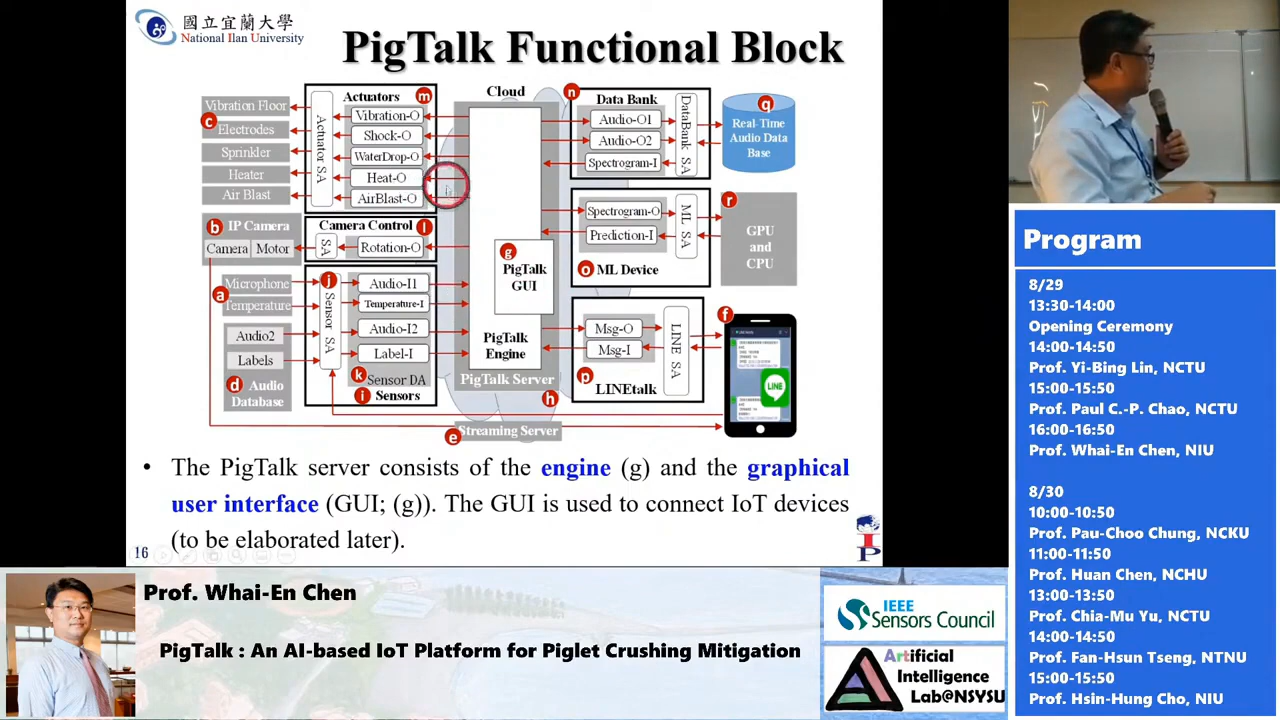 國立宜蘭大學
National Ilan University
PigTalk Functional Block
Cloud
Vibration Floor
c
Electrodes
Sprinkler
Heater
Air Blast
Actuators
m
Actuator SA
Vibration-O
Shock-O
WaterDrop-O
Heat-O
AirBlast-O
b
IP Camera
Camera
Motor
Camera Control
l
SA
Rotation-O
a
Microphone
Temperature
Audio2
Labels
d
Audio
Database
j
Sensor SA
Audio-I1
Temperature-I
Audio-I2
Label-I
k
Sensor DA
i
Sensors
g
PigTalk
GUI
PigTalk
Engine
PigTalk Server
h
e
Streaming Server
n
Data Bank
Audio-O1
Audio-O2
Spectrogram-I
DataBank SA
q
Real-Time
Audio Data
Base
Spectrogram-O
Prediction-I
ML SA
o
ML Device
r
GPU
and
CPU
Msg-O
Msg-I
LINE SA
p
LINEtalk
f
LINE
• The PigTalk server consists of the engine (g) and the graphical
user interface (GUI; (g)). The GUI is used to connect IoT devices
(to be elaborated later).
16
IP
Program
8/29
13:30-14:00
Opening Ceremony
14:00-14:50
Prof. Yi-Bing Lin, NCTU
15:00-15:50
Prof. Paul C.-P. Chao, NCTU
16:00-16:50
Prof. Whai-En Chen, NIU
8/30
10:00-10:50
Prof. Pau-Choo Chung, NCKU
11:00-11:50
Prof. Huan Chen, NCHU
13:00-13:50
Prof. Chia-Mu Yu, NCTU
14:00-14:50
Prof. Fan-Hsun Tseng, NTNU
15:00-15:50
Prof. Hsin-Hung Cho, NIU
Prof. Whai-En Chen
PigTalk : An AI-based IoT Platform for Piglet Crushing Mitigation
IEEE
Sensors Council
Artificial
Intelligence
Lab@NSYSU